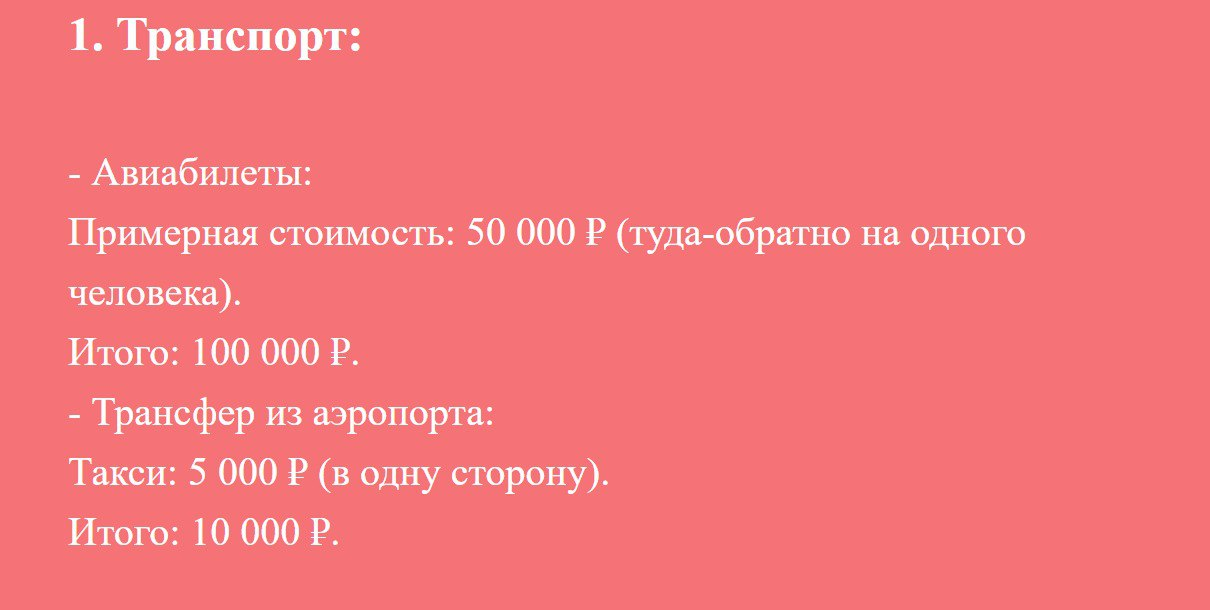 1. Транспорт:
- Авиабилеты:
Примерная стоимость: 50 000 ₽ (туда-обратно на одного
человека).
Итого: 100 000 ₽.
- Трансфер из аэропорта:
Такси: 5 000 ₽ (в одну сторону).
Итого: 10 000 ₽.